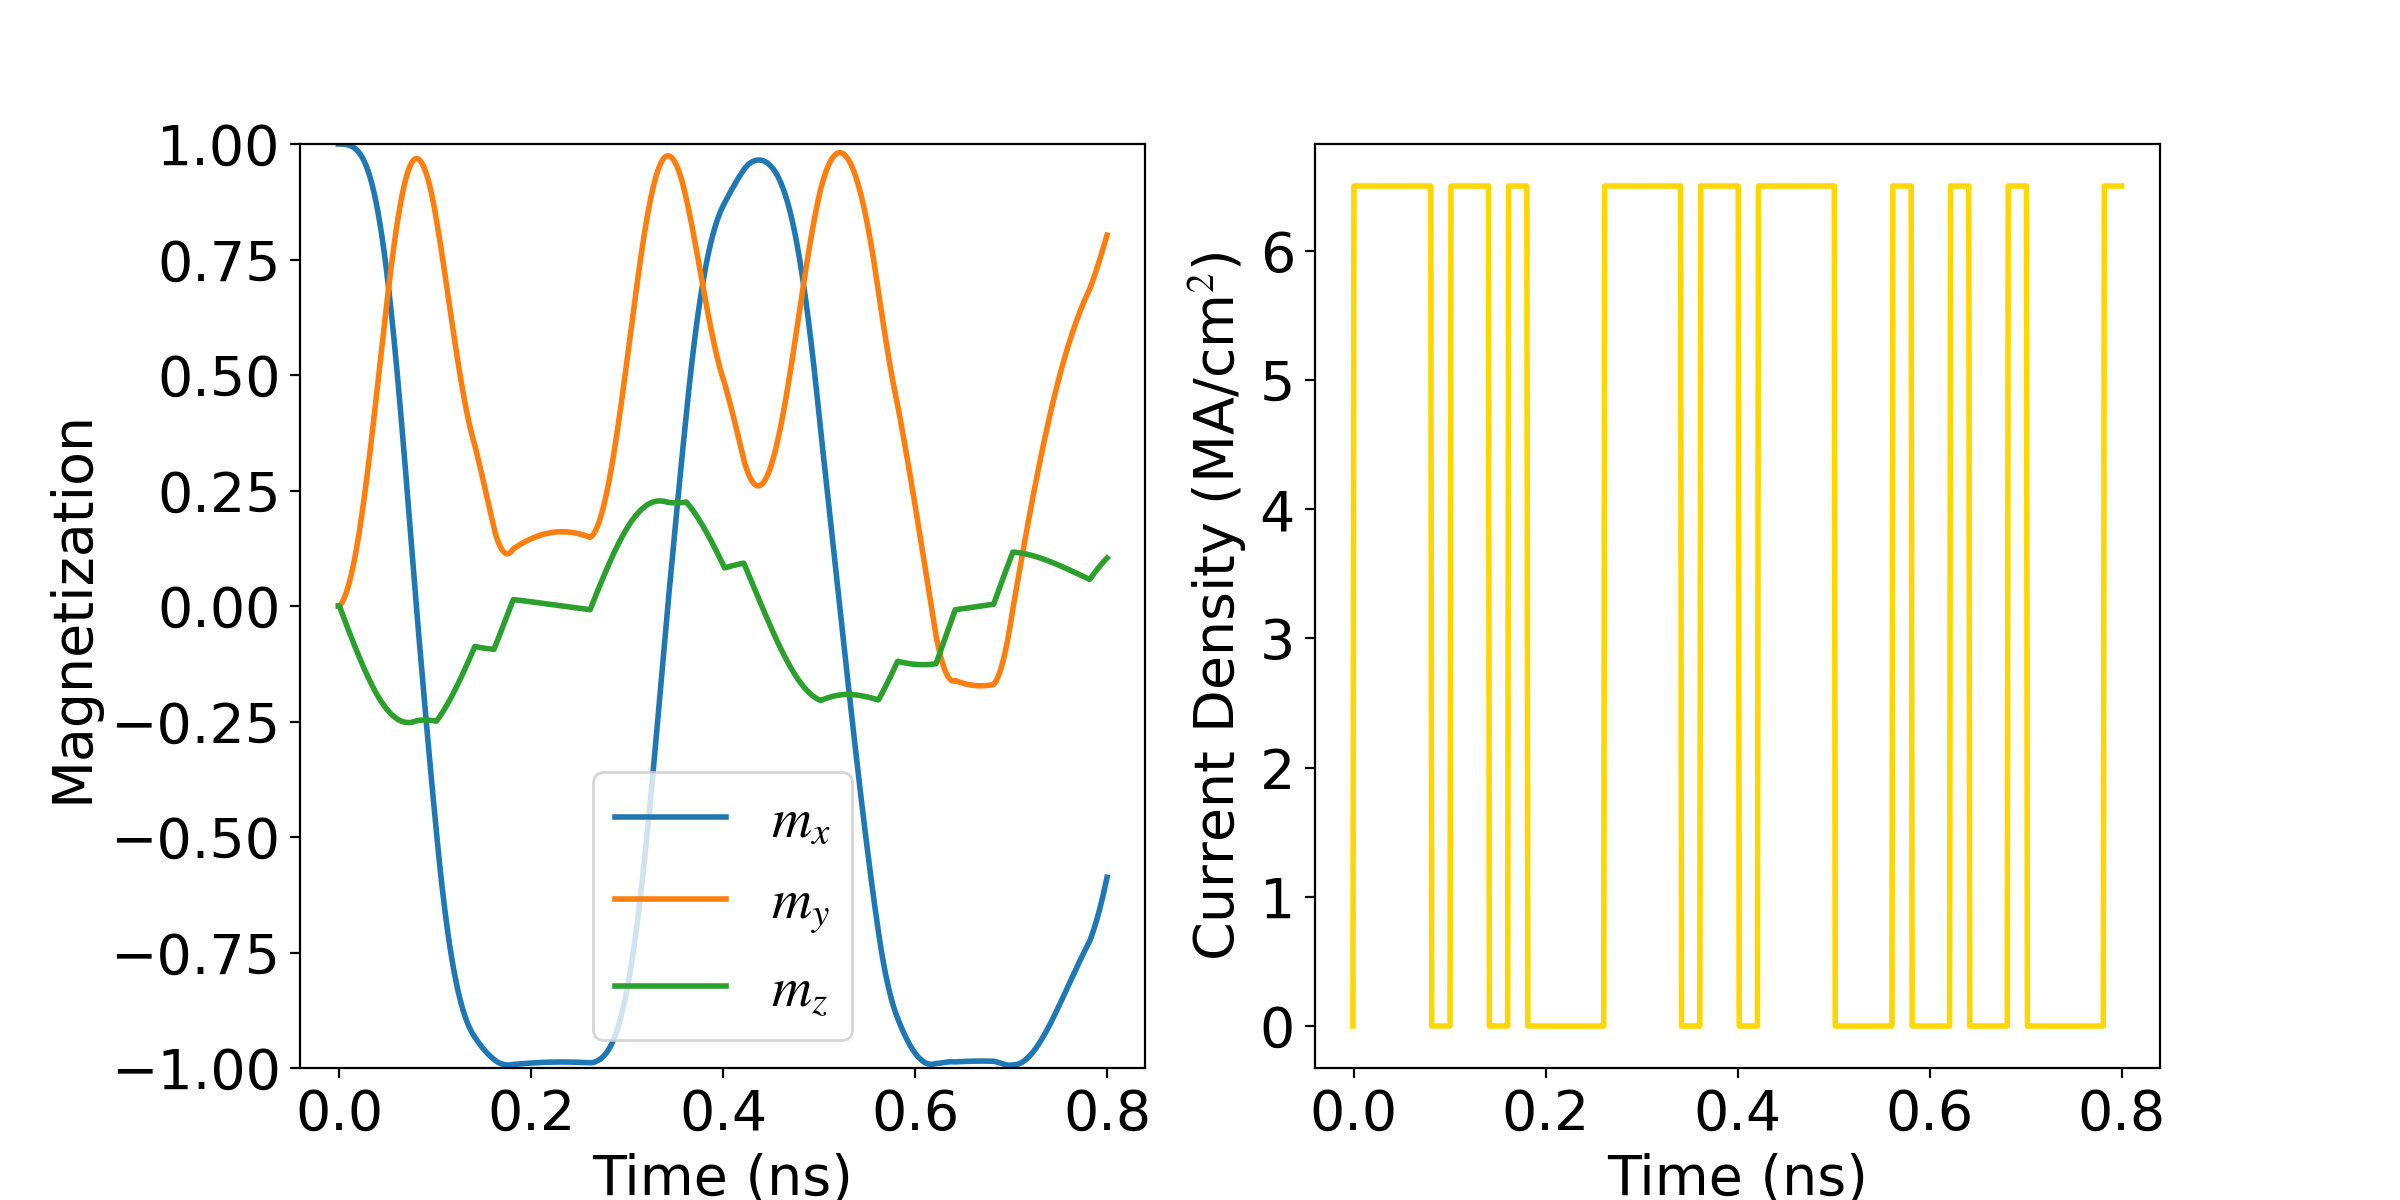 Magnetization
1.00
0.75
0.50
0.25
0.00
−0.25
−0.50
−0.75
−1.00
0.0 0.2 0.4 0.6 0.8
Time (ns)
m_x
m_y
m_z
Current Density (MA/cm²)
6
5
4
3
2
1
0
0.0 0.2 0.4 0.6 0.8
Time (ns)